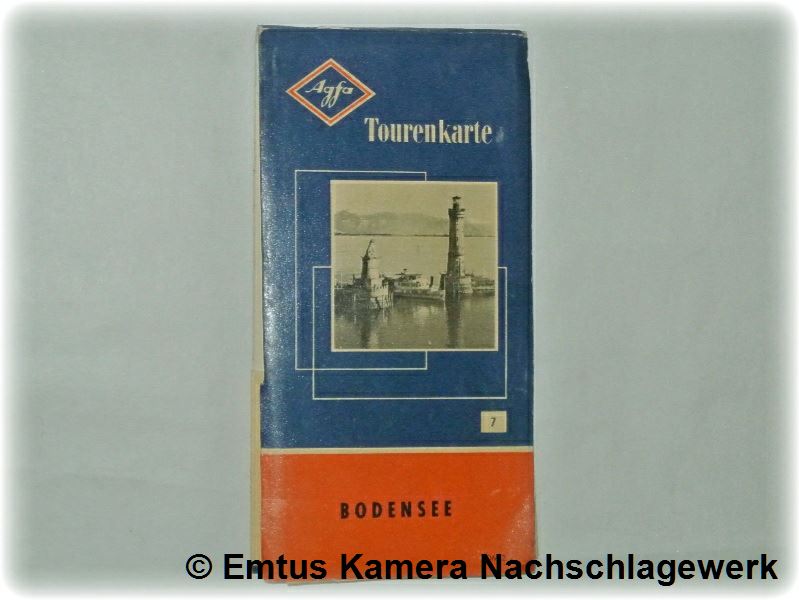 Agfa
Tourenkarte
7
BODENSEE
© Emtus Kamera Nachschlagewerk